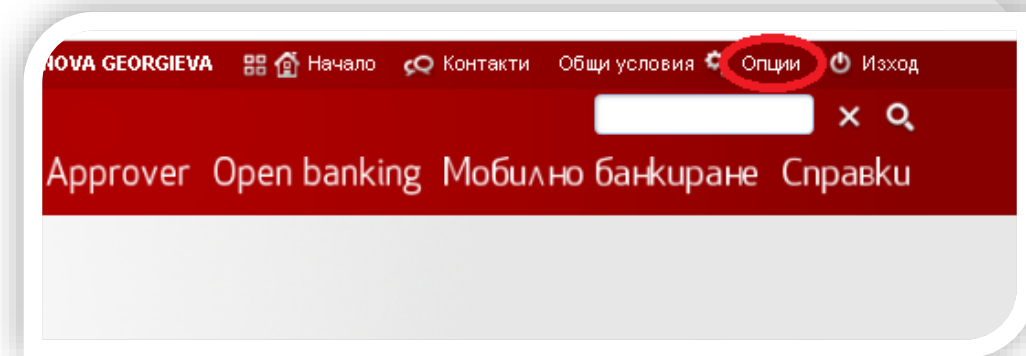 NOVA GEORGIEVA Начало Контакти Общи условия Опции Изход
Approver Open banking Мобилно банкиране Справки